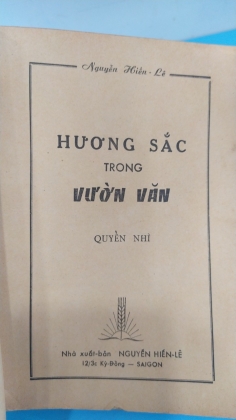 Nguyễn Hiến-Lê
HƯƠNG SẮC
TRONG
VƯỜN VĂN
QUYỂN NHÌ
Nhà xuất-bản NGUYỄN HIẾN-LÊ
12/3c Kỳ-Đồng — SAIGON